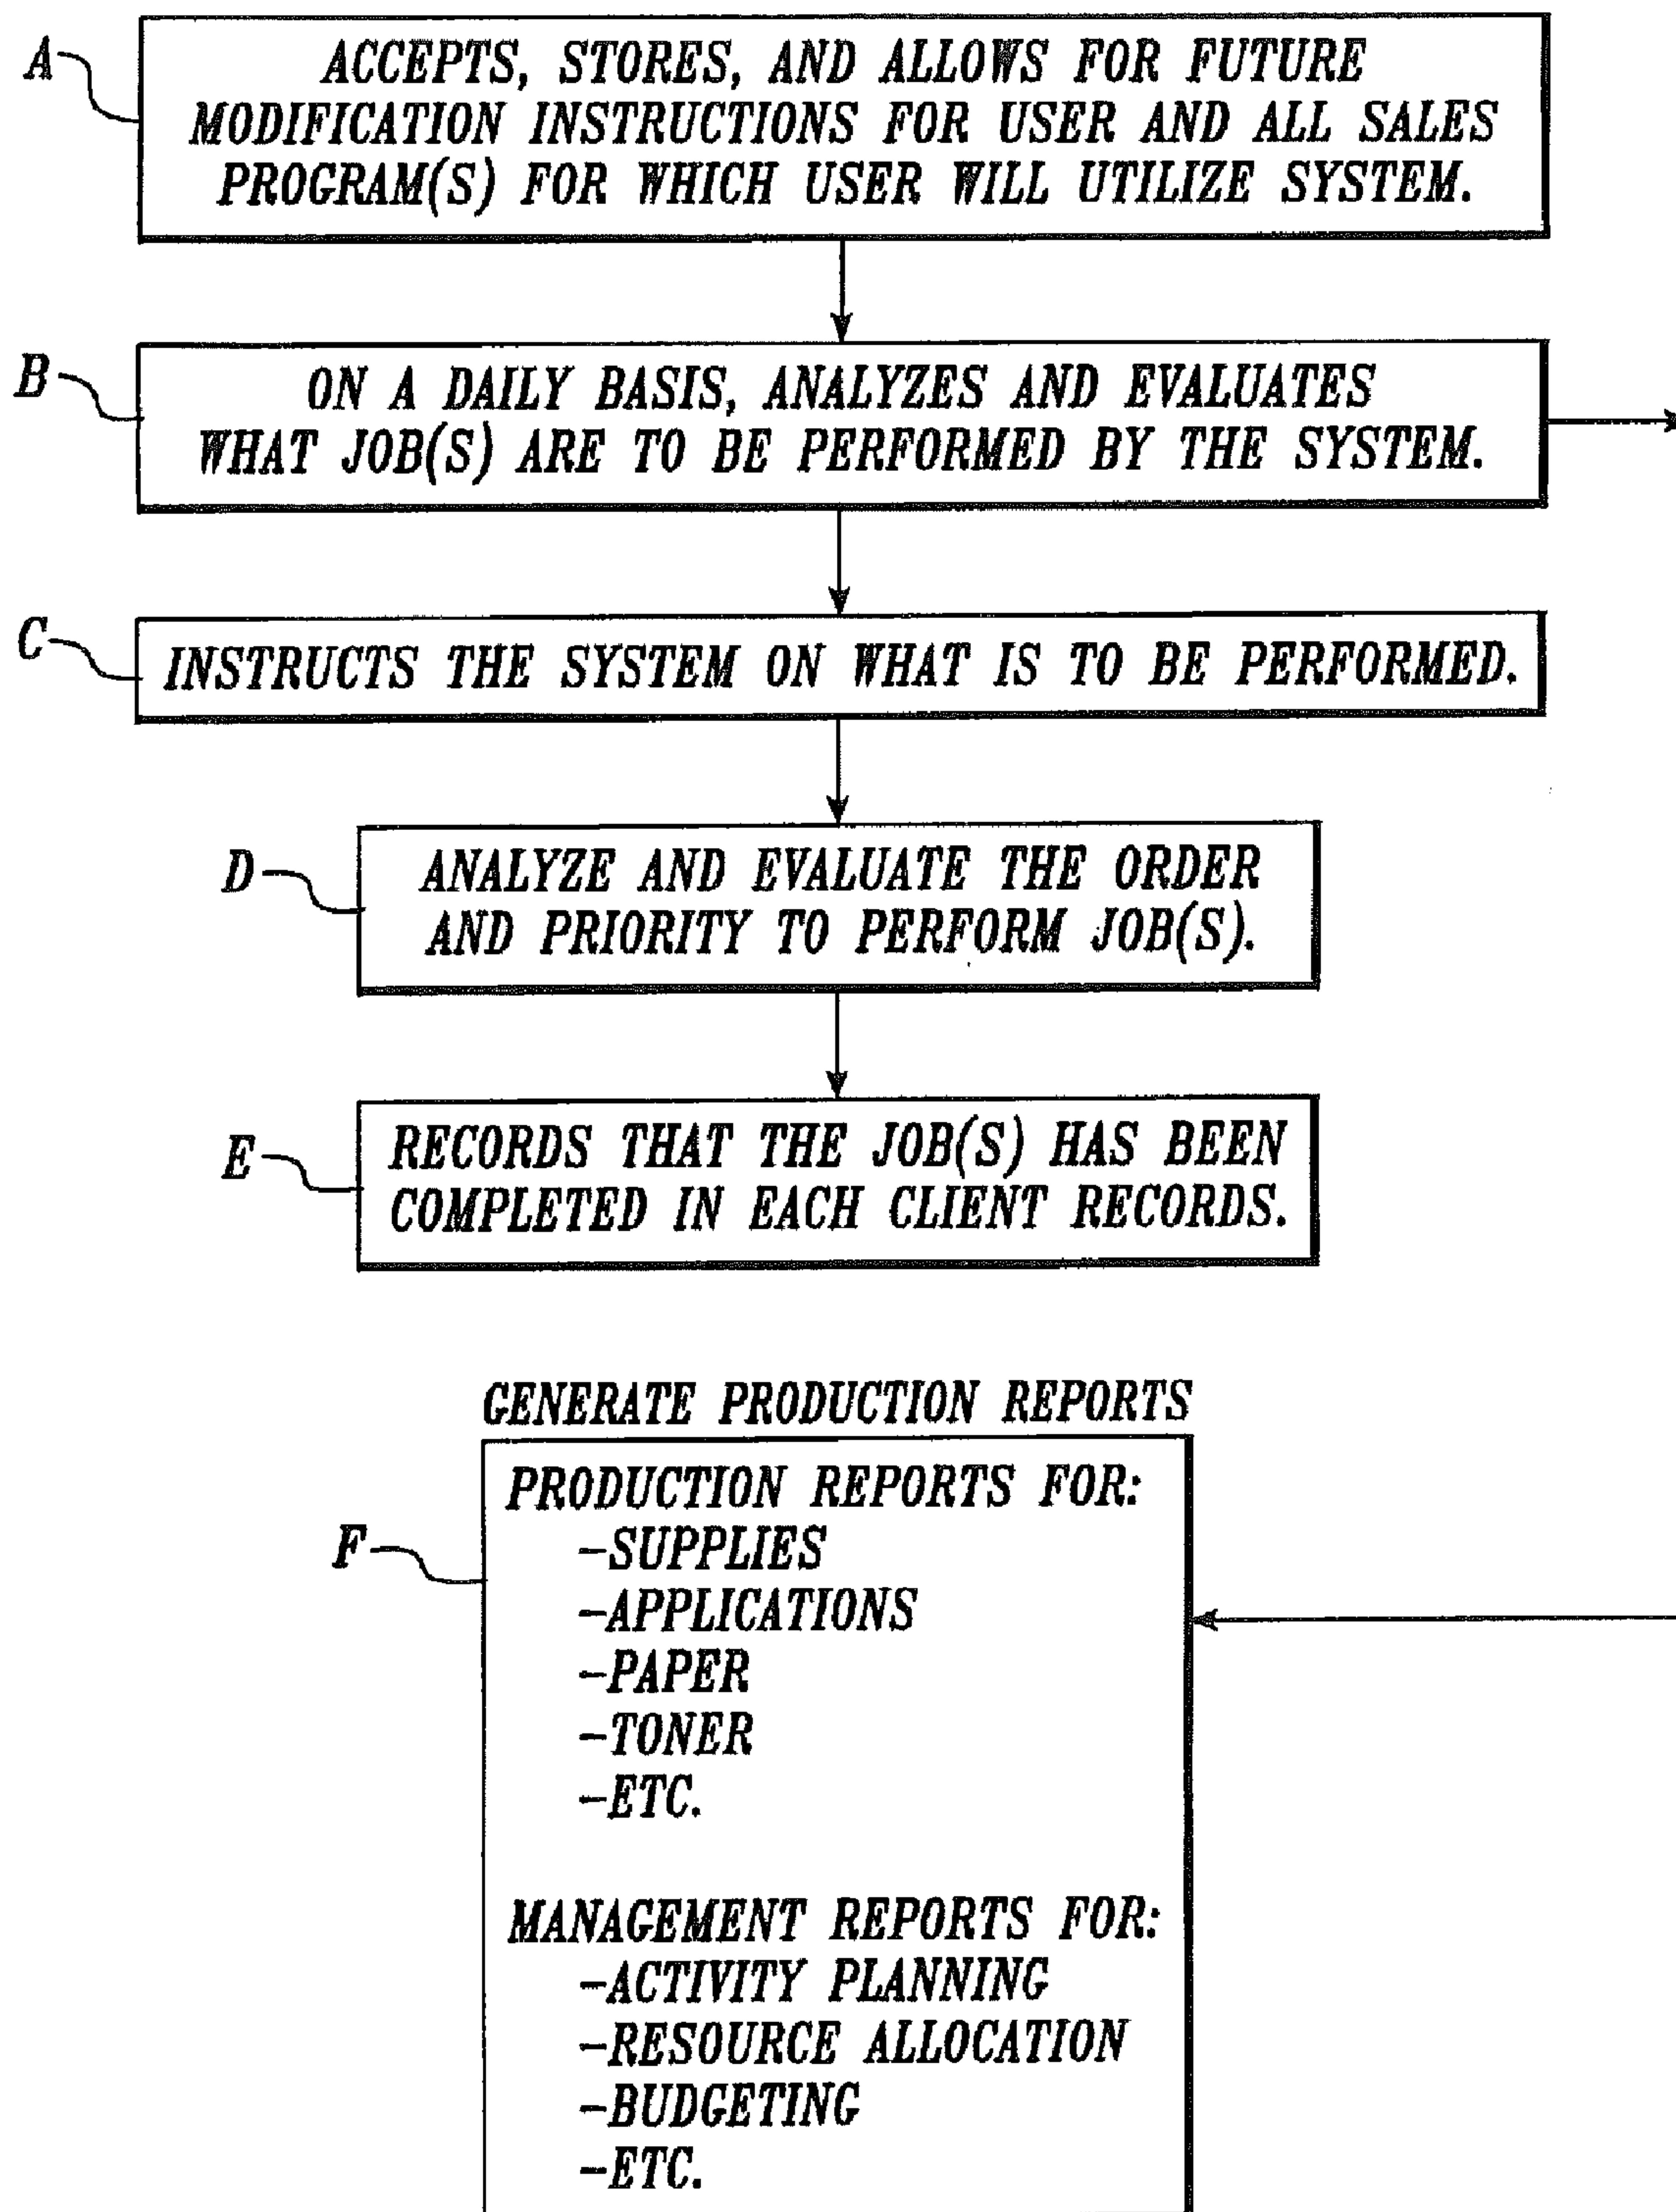 A
ACCEPTS, STORES, AND ALLOWS FOR FUTURE
MODIFICATION INSTRUCTIONS FOR USER AND ALL SALES
PROGRAM(S) FOR WHICH USER WILL UTILIZE SYSTEM.
B
ON A DAILY BASIS, ANALYZES AND EVALUATES
WHAT JOB(S) ARE TO BE PERFORMED BY THE SYSTEM.
C
INSTRUCTS THE SYSTEM ON WHAT IS TO BE PERFORMED.
D
ANALYZE AND EVALUATE THE ORDER
AND PRIORITY TO PERFORM JOB(S).
E
RECORDS THAT THE JOB(S) HAS BEEN
COMPLETED IN EACH CLIENT RECORDS.
GENERATE PRODUCTION REPORTS
F
PRODUCTION REPORTS FOR:
-SUPPLIES
-APPLICATIONS
-PAPER
-TONER
-ETC.
MANAGEMENT REPORTS FOR:
-ACTIVITY PLANNING
-RESOURCE ALLOCATION
-BUDGETING
-ETC.